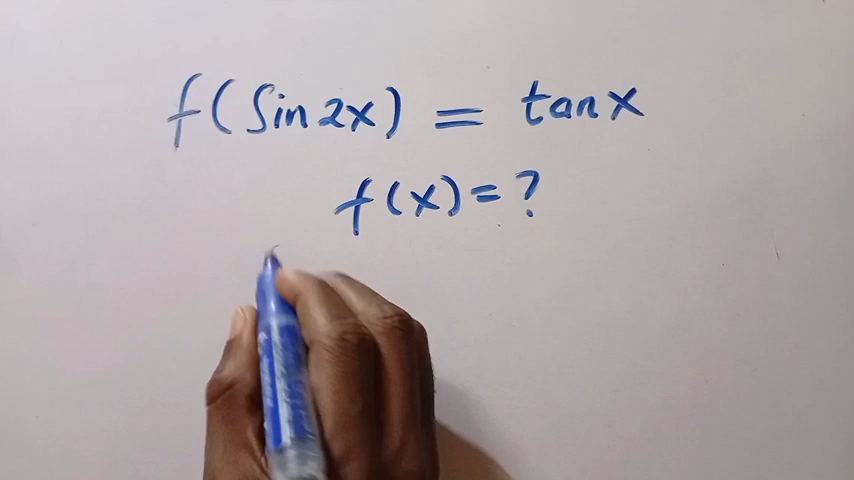 f(Sin2x) = tanx
f(x)=?